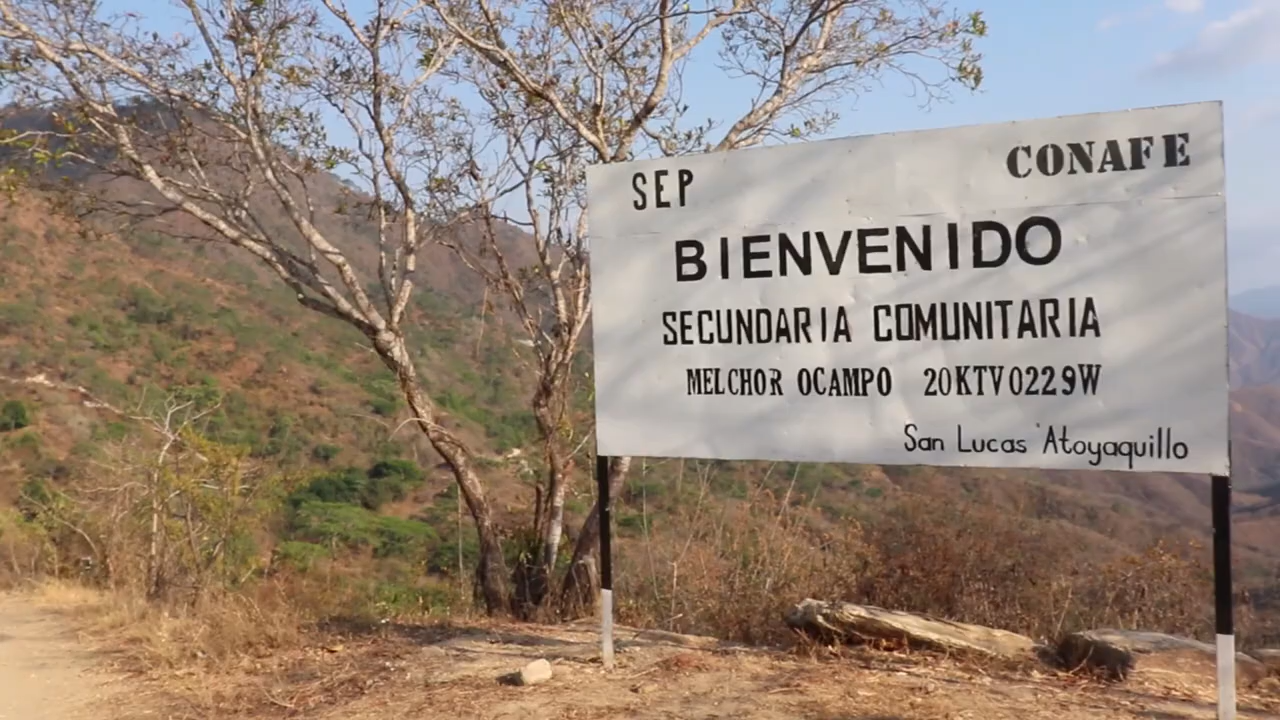 SEP CONAFE
BIENVENIDO
SECUNDARIA COMUNITARIA
MELCHOR OCAMPO 20KTV0229W
San Lucas Atoyaquillo